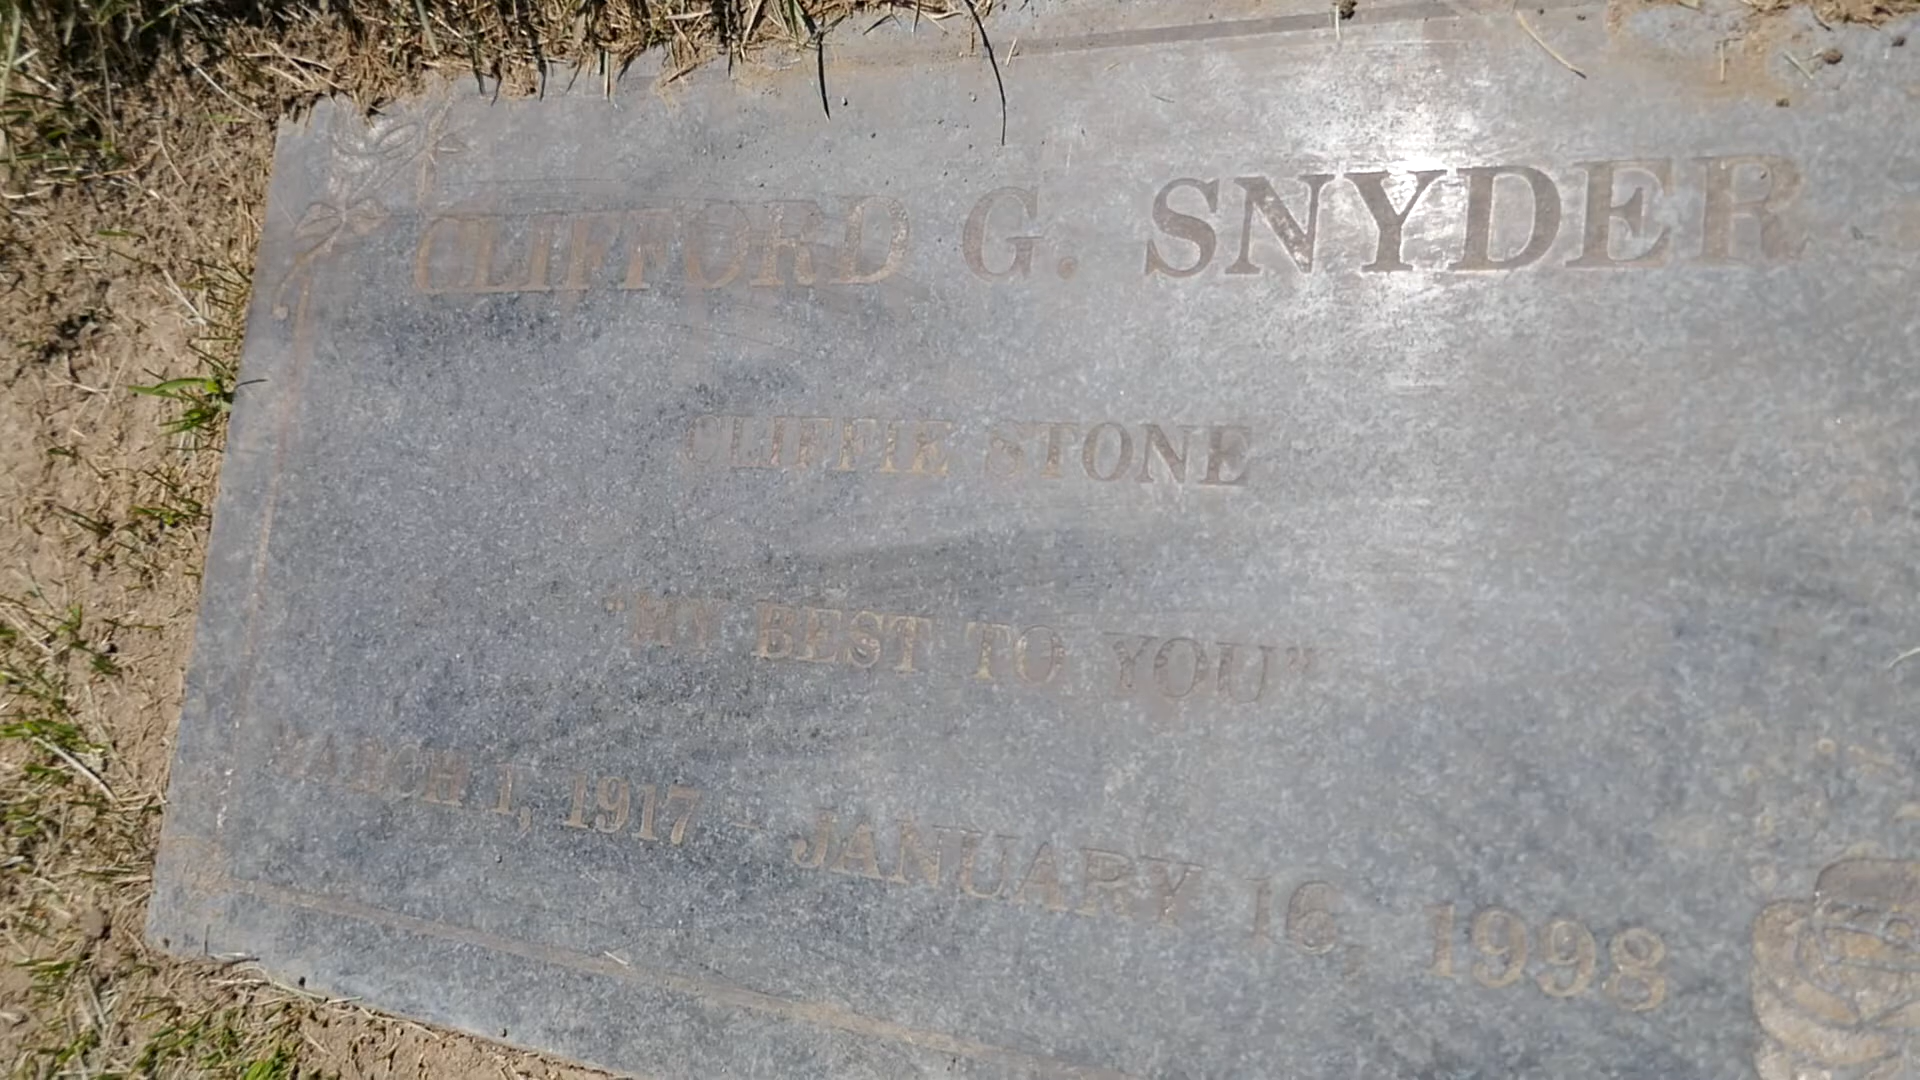 CLIFFORD G. SNYDER
CLIFFIE STONE
"MY BEST TO YOU"
MARCH 1, 1917 - JANUARY 16, 1998